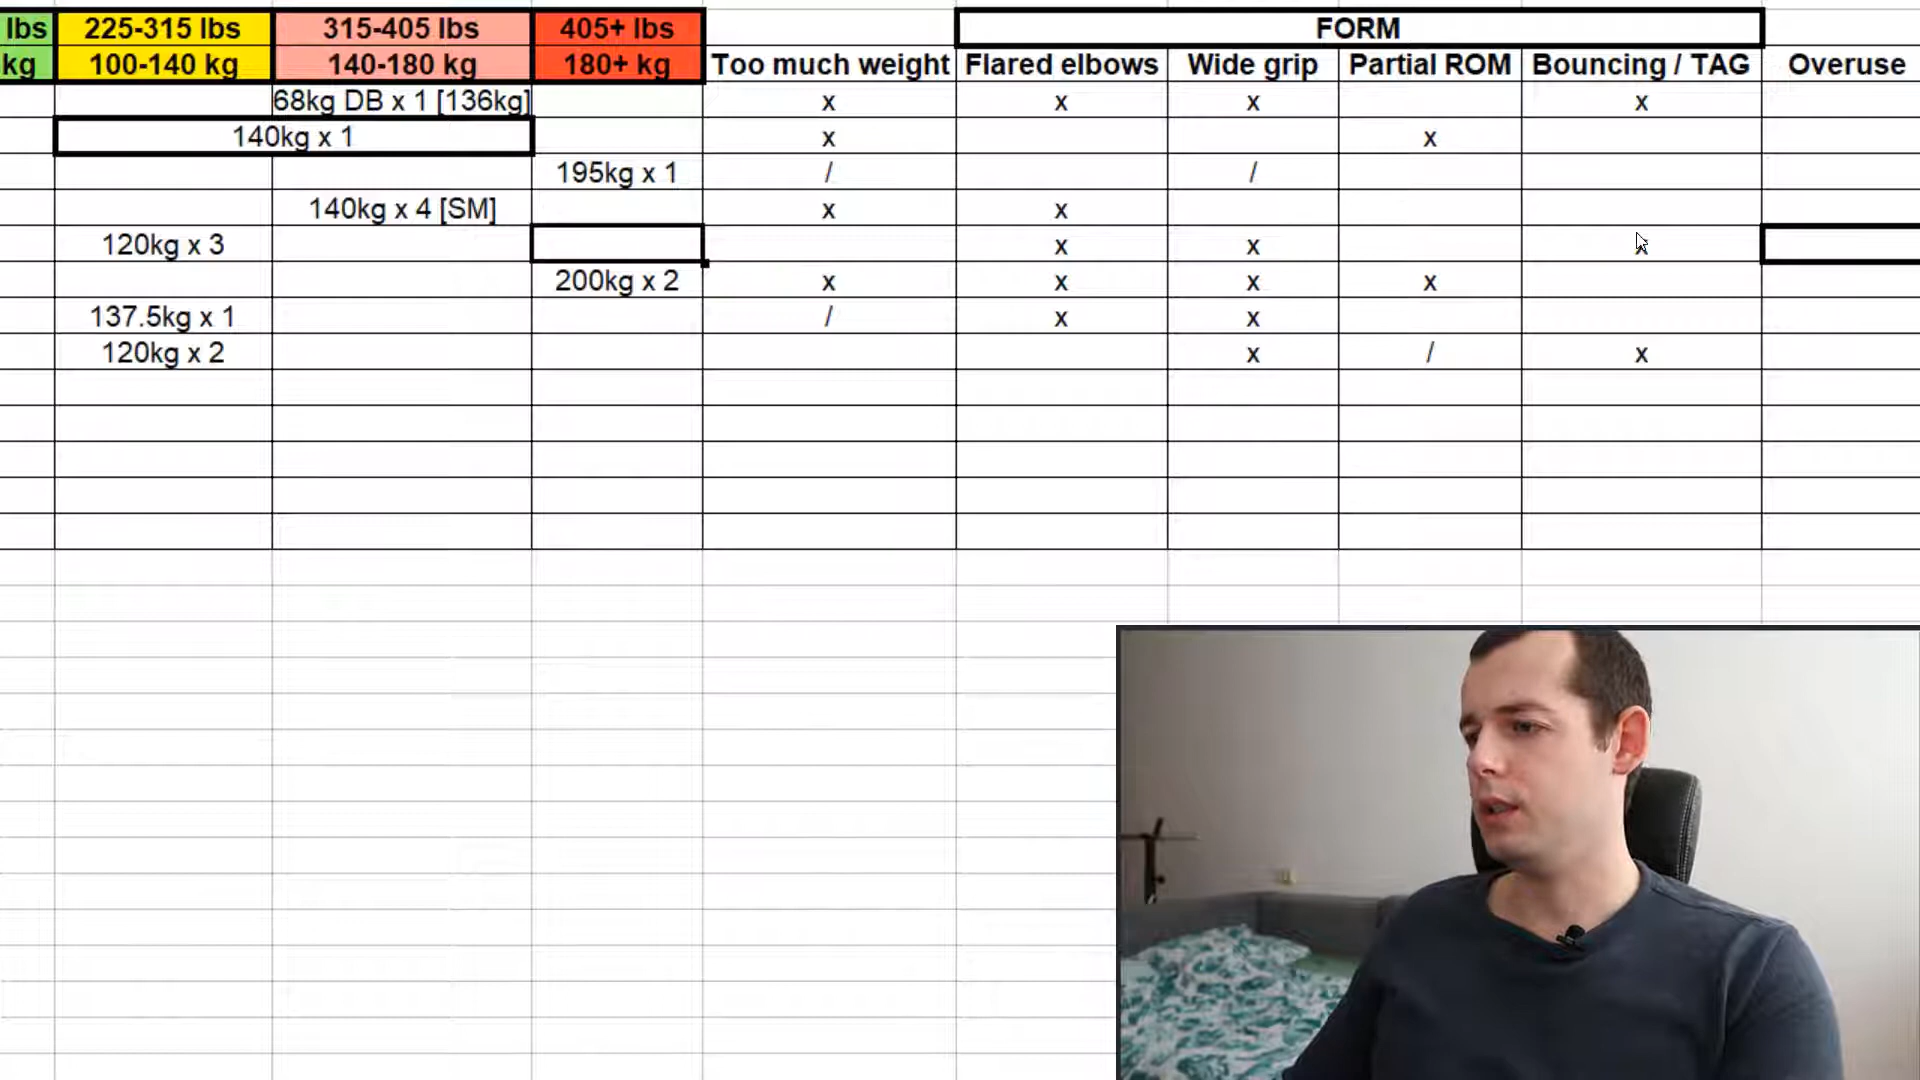 lbs 225-315 lbs 315-405 lbs 405+ lbs FORM
kg 100-140 kg 140-180 kg 180+ kg Too much weight Flared elbows Wide grip Partial ROM Bouncing / TAG Overuse
68kg DB x 1 [136kg] x x x x
140kg x 1 x x
195kg x 1 / /
140kg x 4 [SM] x x
120kg x 3 x x x
200kg x 2 x x x x
137.5kg x 1 / x x
120kg x 2 x / x